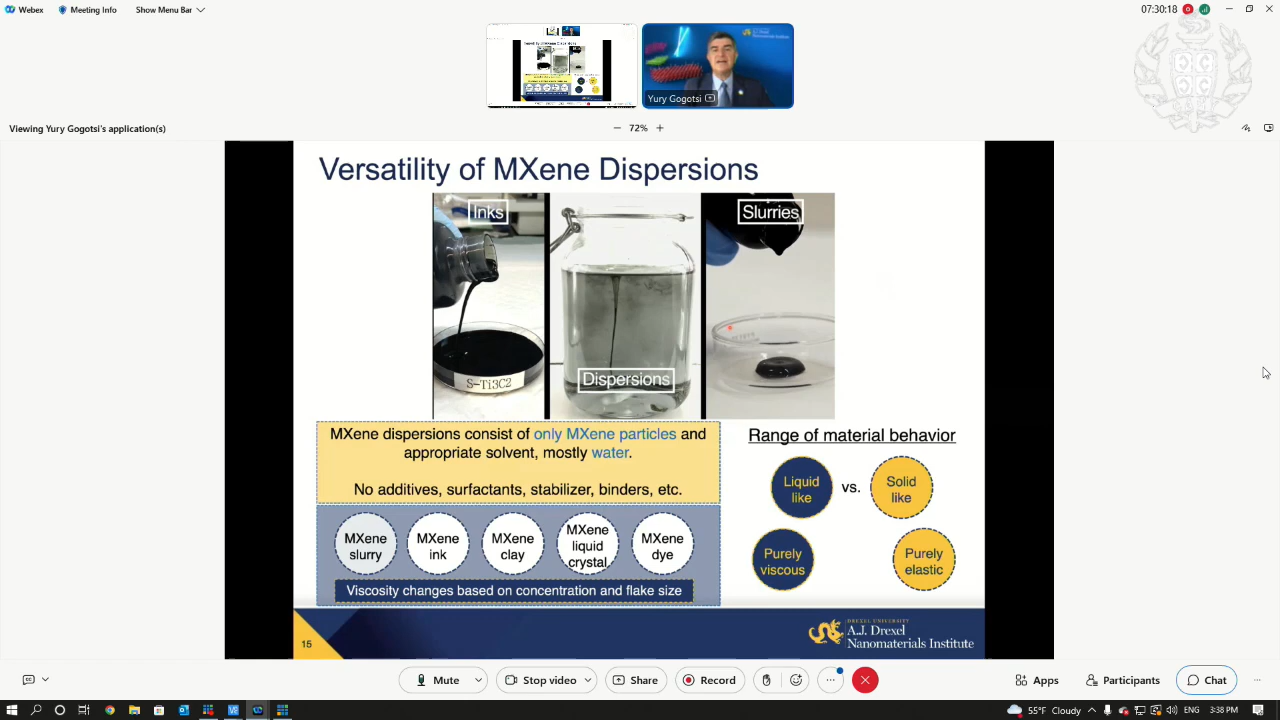 Webex
Meeting Info
Show Menu Bar
07:30:18
Yury Gogotsi
Viewing Yury Gogotsi's application(s)
72%
Versatility of MXene Dispersions
Inks
Slurries
Dispersions
S-Ti3C2
MXene dispersions consist of only MXene particles and
appropriate solvent, mostly water.
No additives, surfactants, stabilizer, binders, etc.
MXene
slurry
MXene
ink
MXene
clay
MXene
liquid
crystal
MXene
dye
Viscosity changes based on concentration and flake size
Range of material behavior
Liquid
like
vs.
Solid
like
Purely
viscous
Purely
elastic
15
DREXEL UNIVERSITY
A.J. Drexel
Nanomaterials Institute
Mute
Stop video
Share
Record
Apps
Participants
Chat
55°F Cloudy
ENG
3:38 PM